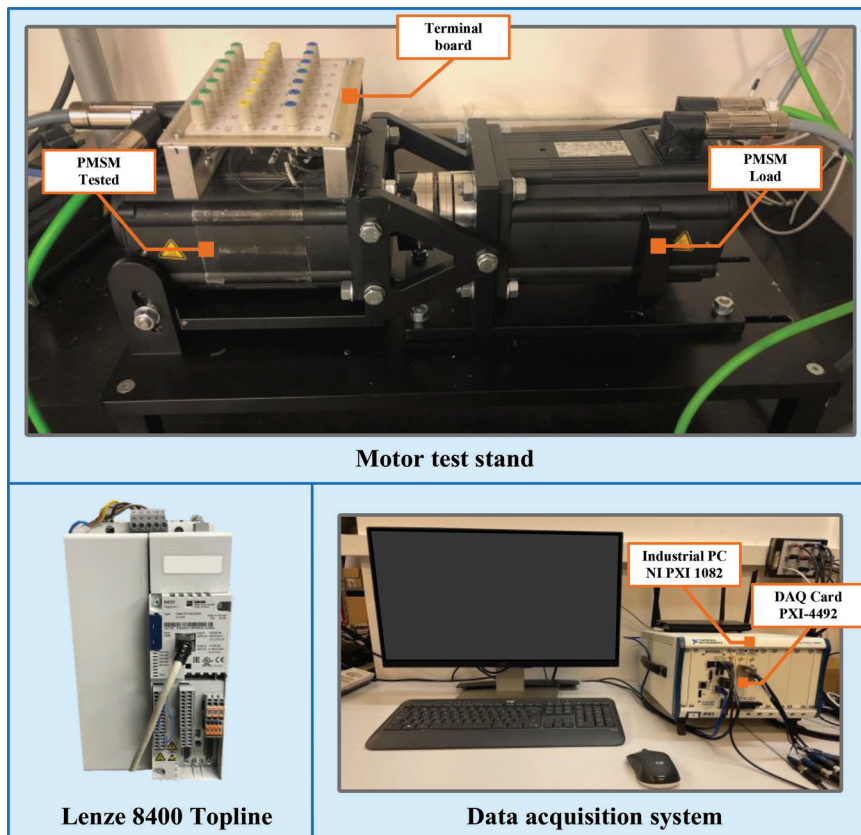 Terminal
board
PMSM
Tested
PMSM
Load
Motor test stand
8400
Lenze 8400 Topline
Industrial PC
NI PXI 1082
DAQ Card
PXI-4492
Data acquisition system